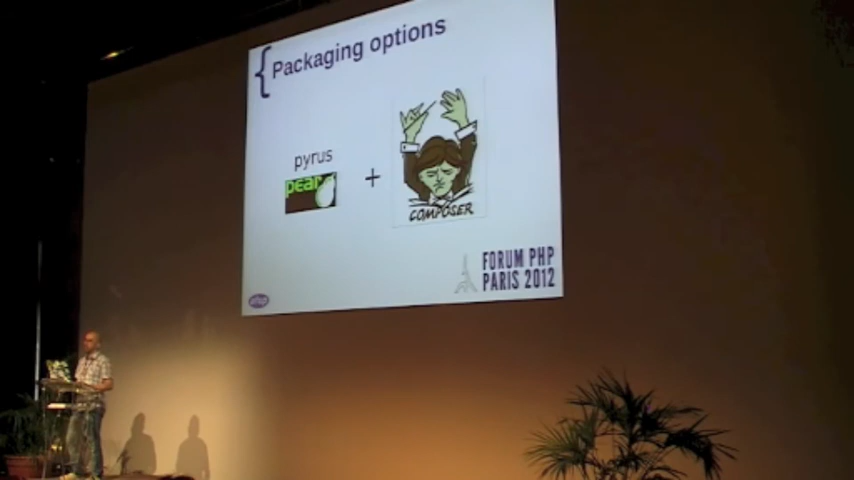 {Packaging options
pyrus
pear
+
COMPOSER
FORUM PHP
PARIS 2012